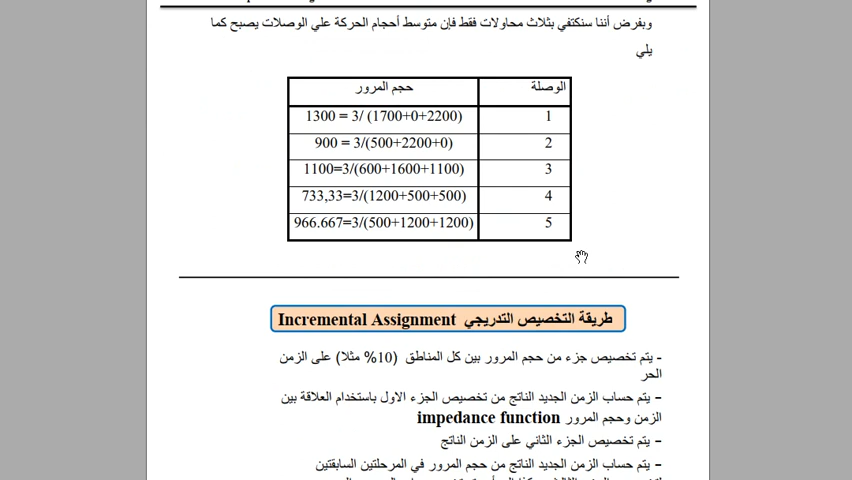 وبفرض أننا سنكتفي بثلاث محاولات فقط فإن متوسط أحجام الحركة علي الوصلات يصبح كما
يلي
الوصلة حجم المرور
1 1300 = 3/ (1700+0+2200)
2 900 = 3/(500+2200+0)
3 1100=3/(600+1600+1100)
4 733,33=3/(1200+500+500)
5 966.667=3/(500+1200+1200)
طريقة التخصيص التدريجي Incremental Assignment
- يتم تخصيص جزء من حجم المرور بين كل المناطق (10% مثلا) على الزمن
الحر
- يتم حساب الزمن الجديد الناتج من تخصيص الجزء الاول باستخدام العلاقة بين
الزمن وحجم المرور impedance function
- يتم تخصيص الجزء الثاني على الزمن الناتج
- يتم حساب الزمن الجديد الناتج من حجم المرور في المرحلتين السابقتين